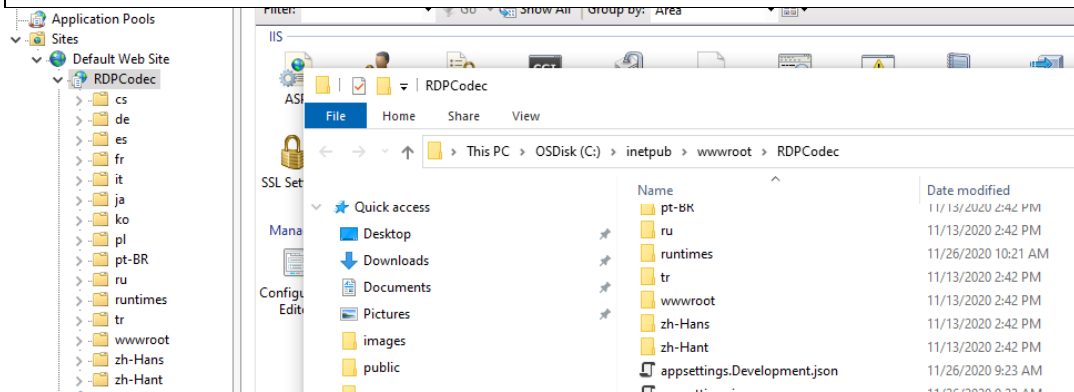 Application Pools
Sites
Default Web Site
RDPCodec
cs
de
es
fr
it
ja
ko
pl
pt-BR
ru
runtimes
tr
wwwroot
zh-Hans
zh-Hant
Filter: Go Show All Group by: Area
IIS
CGI
ASP
SSL Set
Mana
Configu
Edit
RDPCodec
File Home Share View
This PC > OSDisk (C:) > inetpub > wwwroot > RDPCodec
Quick access
Desktop
Downloads
Documents
Pictures
images
public
Name Date modified
pt-BR 11/13/2020 2:42 PM
ru 11/13/2020 2:42 PM
runtimes 11/26/2020 10:21 AM
tr 11/13/2020 2:42 PM
wwwroot 11/13/2020 2:42 PM
zh-Hans 11/13/2020 2:42 PM
zh-Hant 11/13/2020 2:42 PM
appsettings.Development.json 11/26/2020 9:23 AM